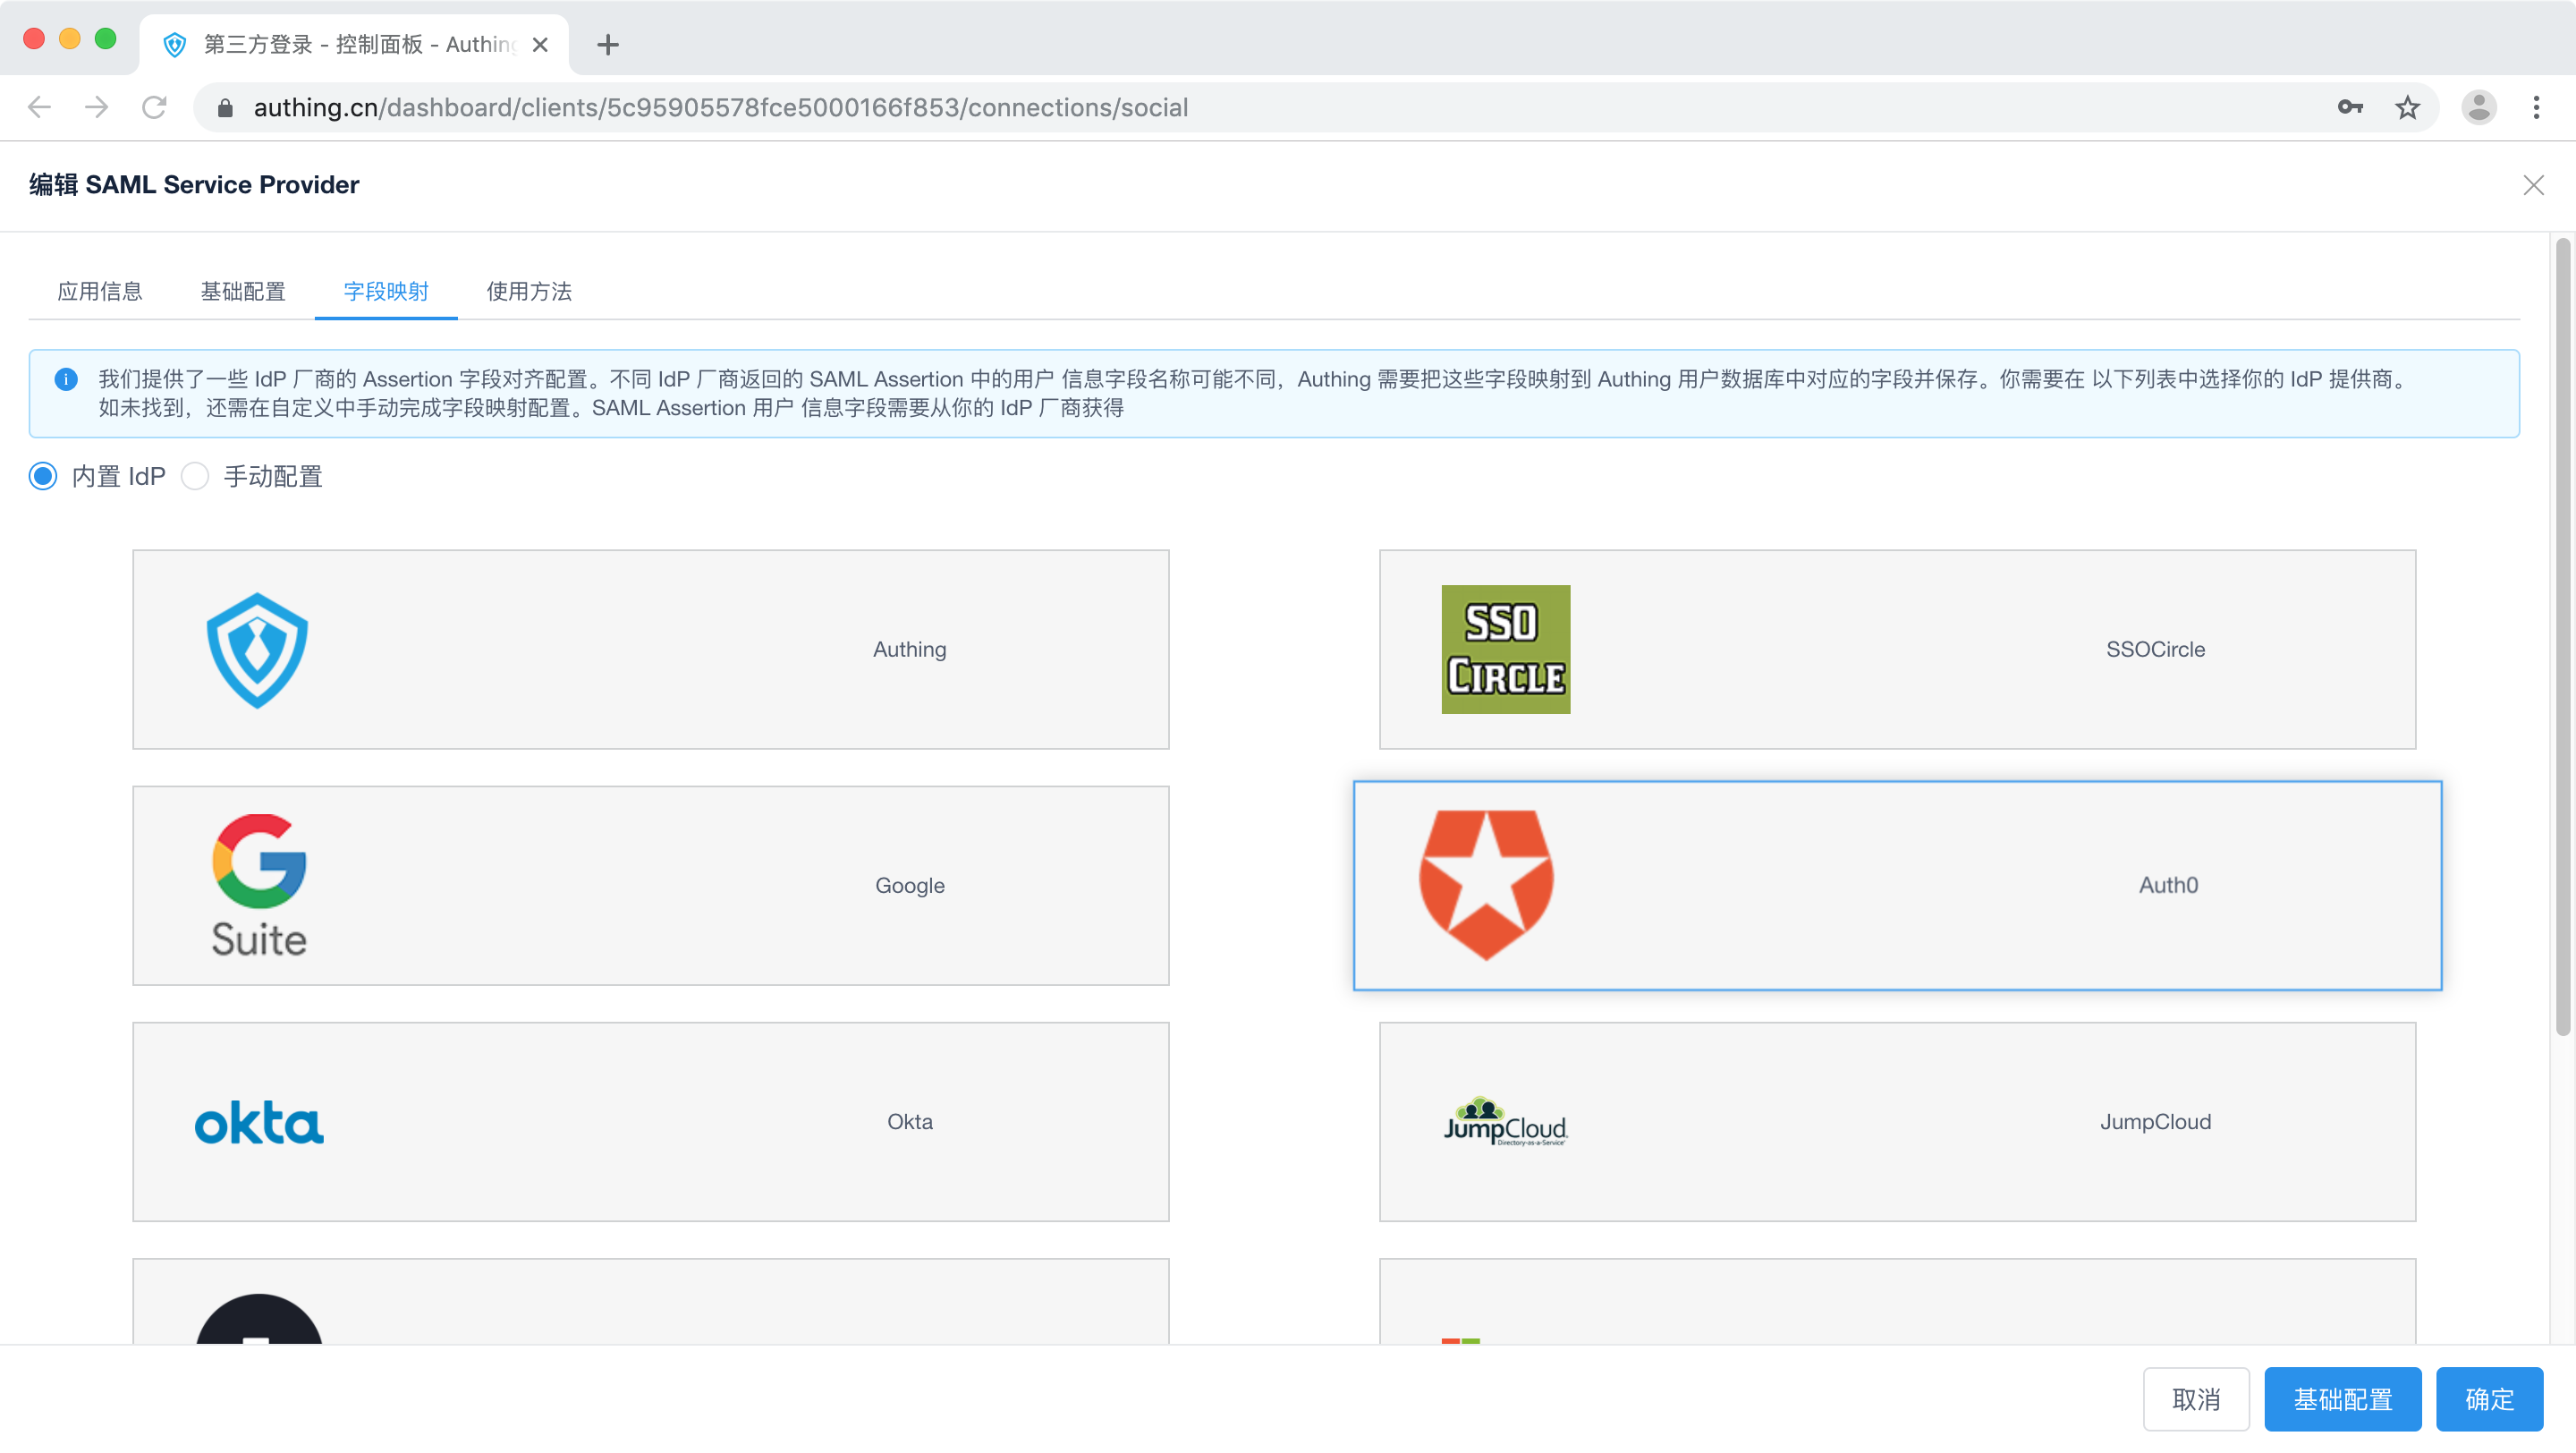 第三方登录 - 控制面板 - Authing
authing.cn/dashboard/clients/5c95905578fce5000166f853/connections/social
编辑 SAML Service Provider
应用信息 基础配置 字段映射 使用方法
我们提供了一些 IdP 厂商的 Assertion 字段对齐配置。不同 IdP 厂商返回的 SAML Assertion 中的用户 信息字段名称可能不同，Authing 需要把这些字段映射到 Authing 用户数据库中对应的字段并保存。你需要在 以下列表中选择你的 IdP 提供商。
如未找到，还需在自定义中手动完成字段映射配置。SAML Assertion 用户 信息字段需要从你的 IdP 厂商获得
内置 IdP 手动配置
Authing
SSO
CIRCLE
SSOCircle
G Suite
Google
Auth0
okta
Okta
JumpCloud
Directory-as-a-Service®
JumpCloud
取消 基础配置 确定